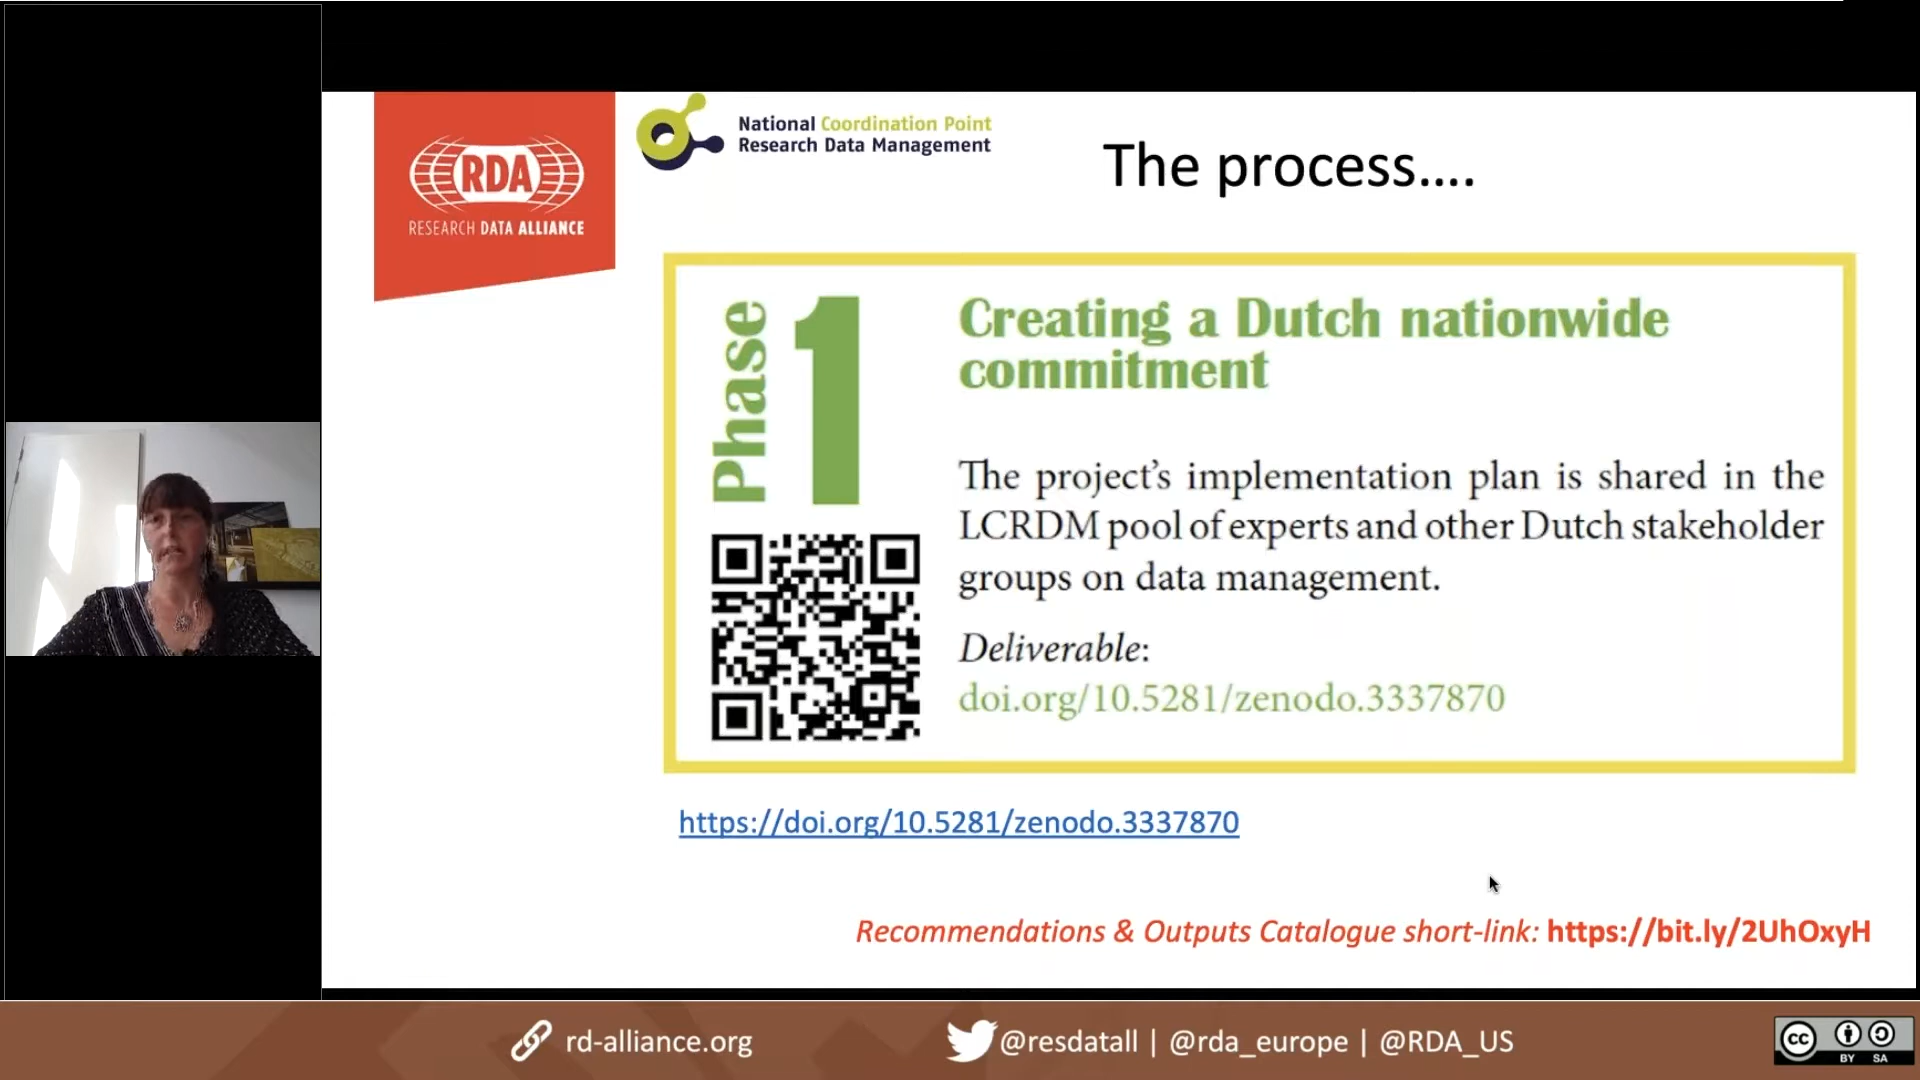 RDA
RESEARCH DATA ALLIANCE
National Coordination Point
Research Data Management
The process....
Phase 1
Creating a Dutch nationwide
commitment
The project's implementation plan is shared in the
LCRDM pool of experts and other Dutch stakeholder
groups on data management.
Deliverable:
doi.org/10.5281/zenodo.3337870
https://doi.org/10.5281/zenodo.3337870
Recommendations & Outputs Catalogue short-link: https://bit.ly/2UhOxyH
rd-alliance.org
@resdatall | @rda_europe | @RDA_US
cc BY SA